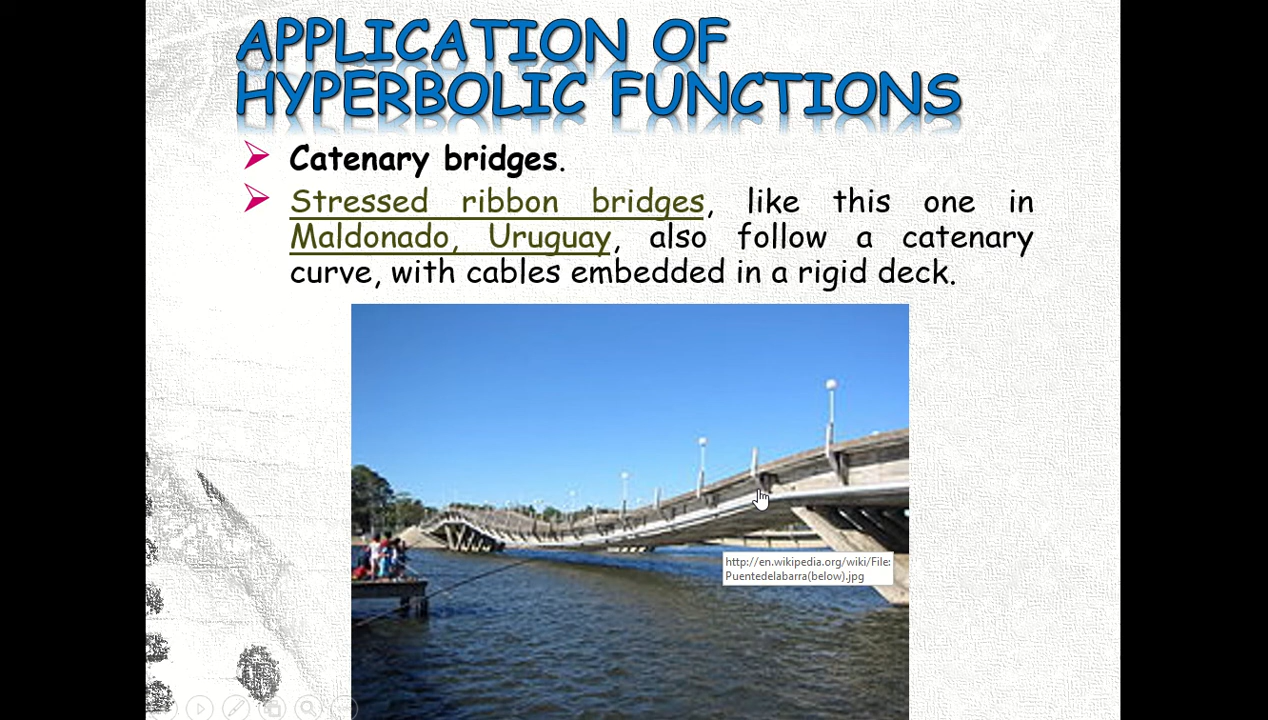 APPLICATION OF
HYPERBOLIC FUNCTIONS
Catenary bridges.
Stressed ribbon bridges, like this one in
Maldonado, Uruguay, also follow a catenary
curve, with cables embedded in a rigid deck.
http://en.wikipedia.org/wiki/File:
Puentedelabarra(below).jpg